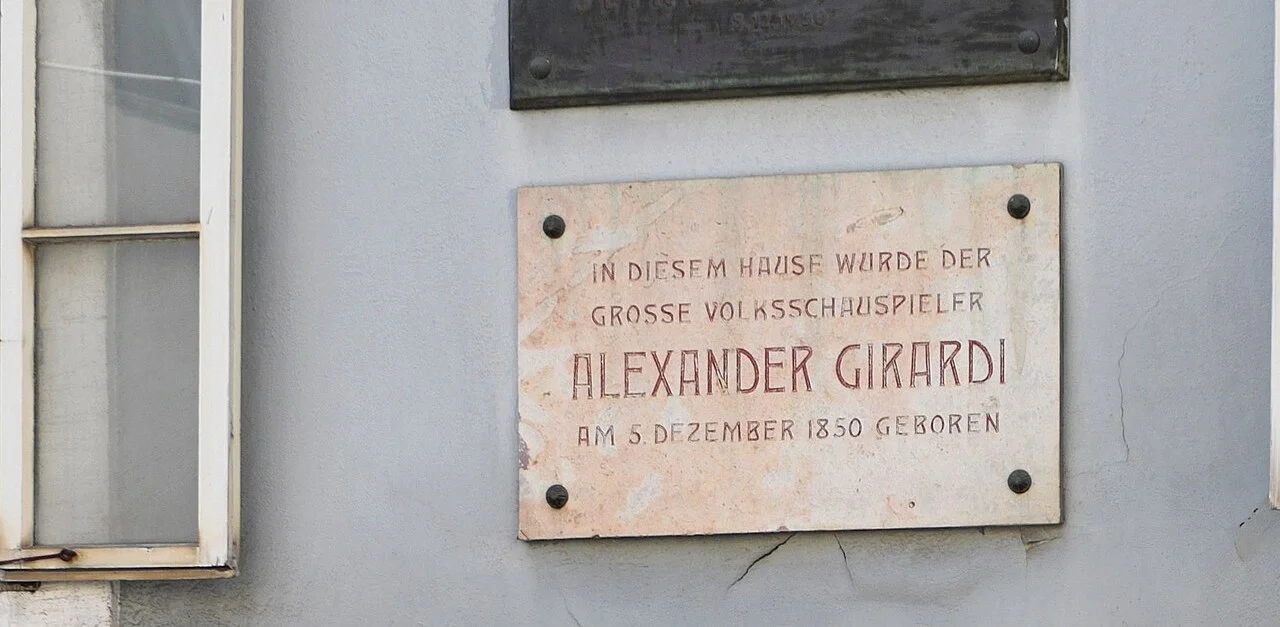 IN DIESEM HAUSE WURDE DER
GROSSE VOLKSSCHAUSPIELER
ALEXANDER GIRARDI
AM 5. DEZEMBER 1850 GEBOREN